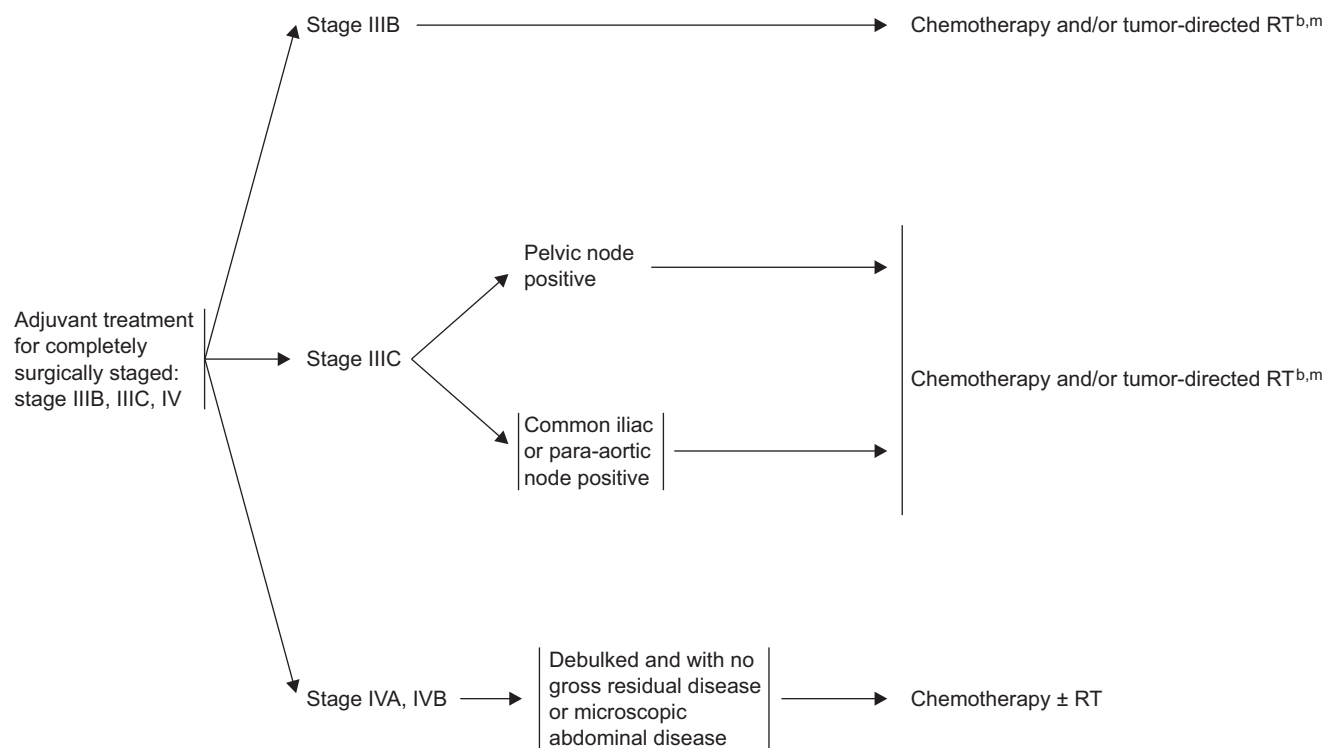 Stage IIIB
Chemotherapy and/or tumor-directed RTb,m
Adjuvant treatment
for completely
surgically staged:
stage IIIB, IIIC, IV
Stage IIIC
Pelvic node
positive
Common iliac
or para-aortic
node positive
Chemotherapy and/or tumor-directed RTb,m
Stage IVA, IVB
Debulked and with no
gross residual disease
or microscopic
abdominal disease
Chemotherapy ± RT